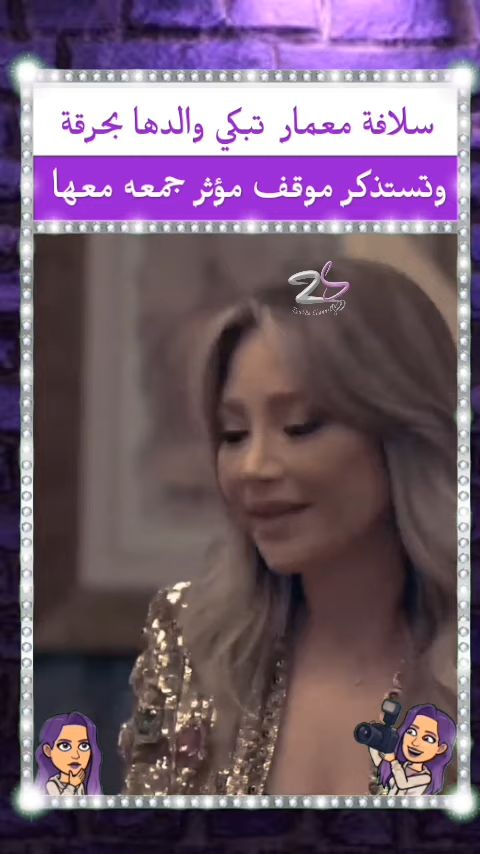 سلافة معمار تبكي والدها بحرقة
وتستذكر موقف مؤثر جمعه معها